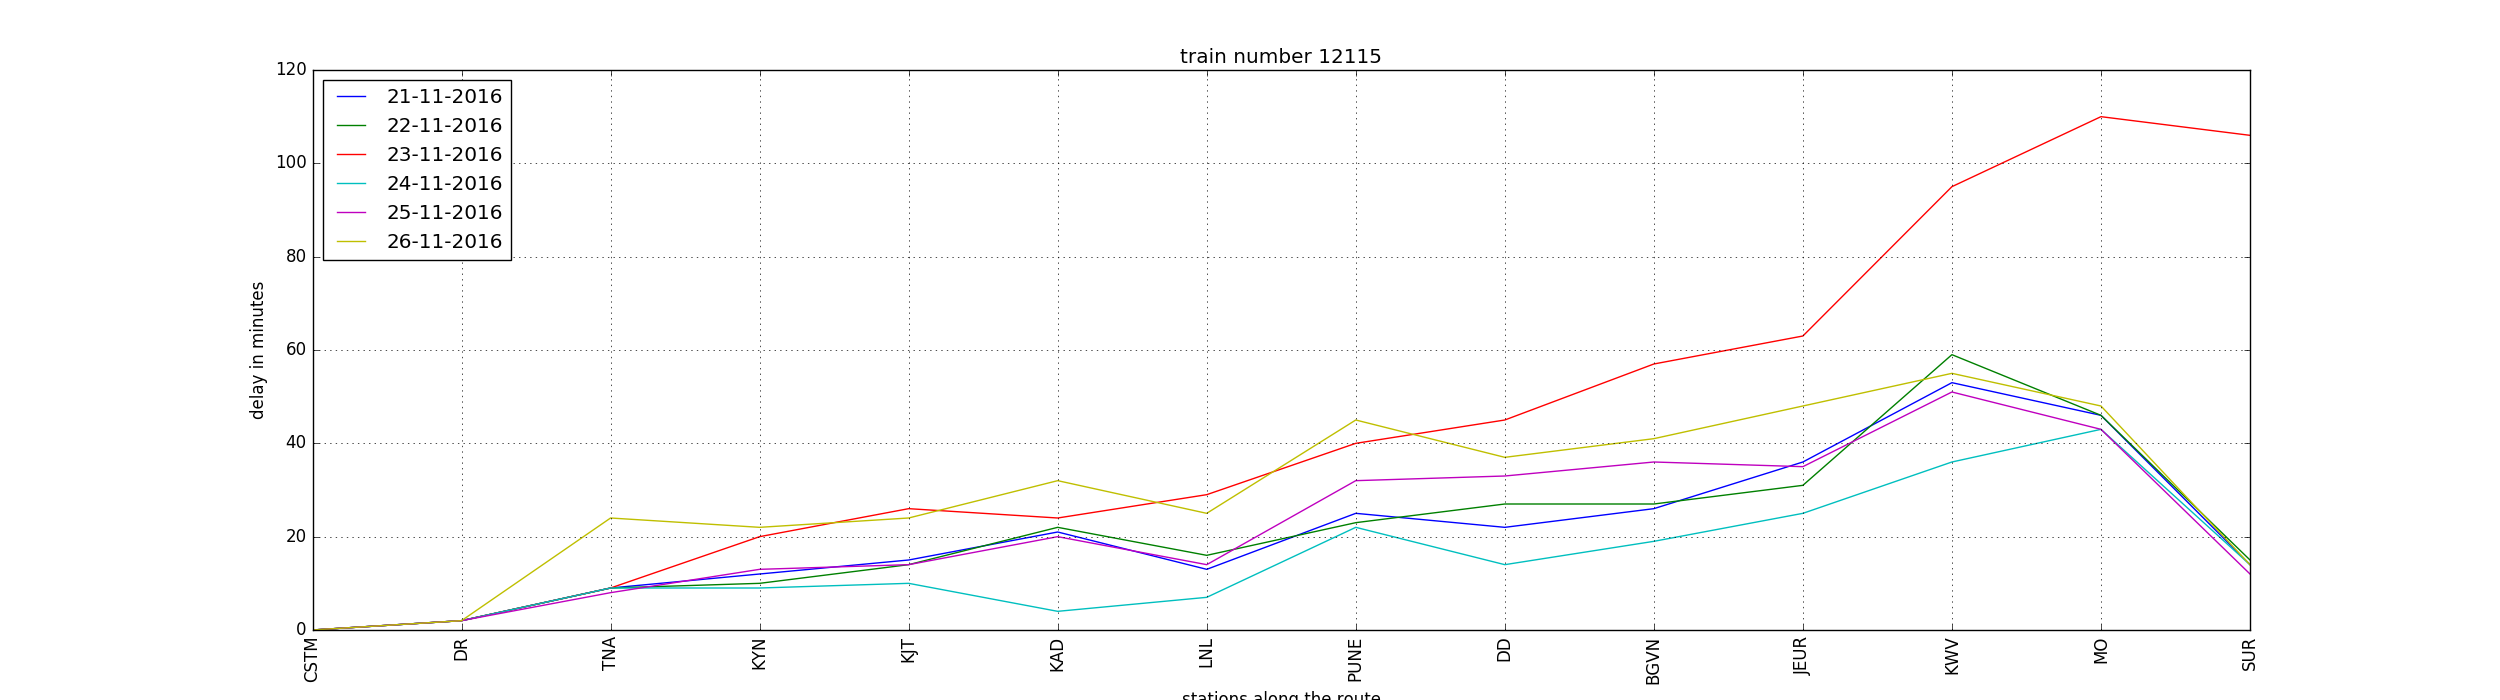 train number 12115
120
100
80
60
40
20
0
delay in minutes
21-11-2016
22-11-2016
23-11-2016
24-11-2016
25-11-2016
26-11-2016
CSTM
DR
TNA
KYN
KJT
KAD
LNL
PUNE
DD
BGVN
JEUR
KWV
MO
SUR
stations along the route